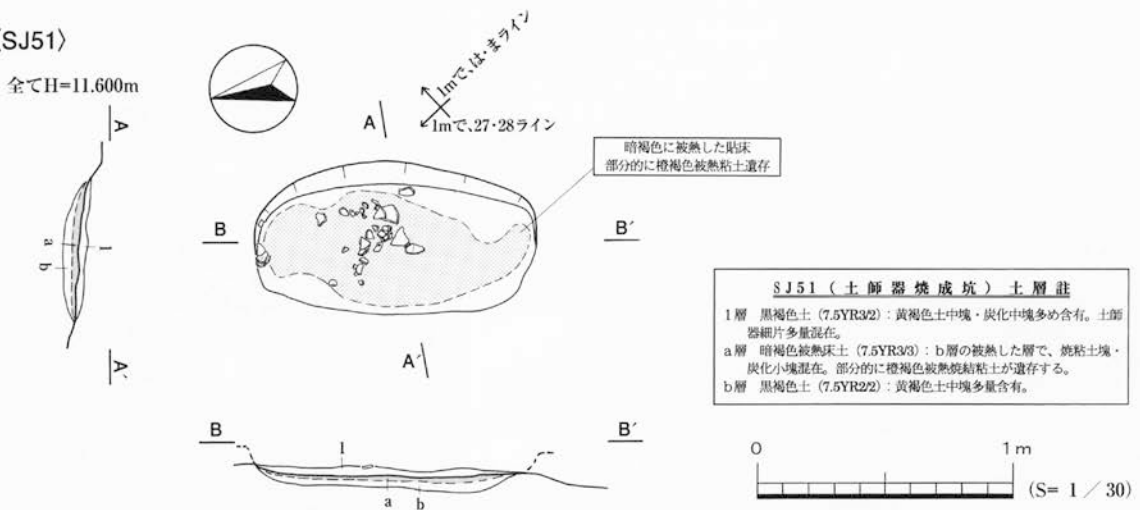 〈SJ51〉
全てH=11.600m
A
A′
a
b
1
1mで、は・まライン
1mで、27・28ライン
A
暗褐色に被熱した貼床
部分的に橙褐色被熱粘土遺存
B
B′
A′
SJ51（土師器焼成坑）土層註
1層 黒褐色土（7.5YR3/2）：黄褐色土中塊・炭化中塊多め含有。土師
器細片多量混在。
a層 暗褐色被熱床土（7.5YR3/3）：b層の被熱した層で、焼粘土塊・
炭化小塊混在。部分的に橙褐色被熱焼結粘土が遺存する。
b層 黒褐色土（7.5YR2/2）：黄褐色土中塊多量含有。
B
B′
1
a
b
0
1m
(S= 1／30)